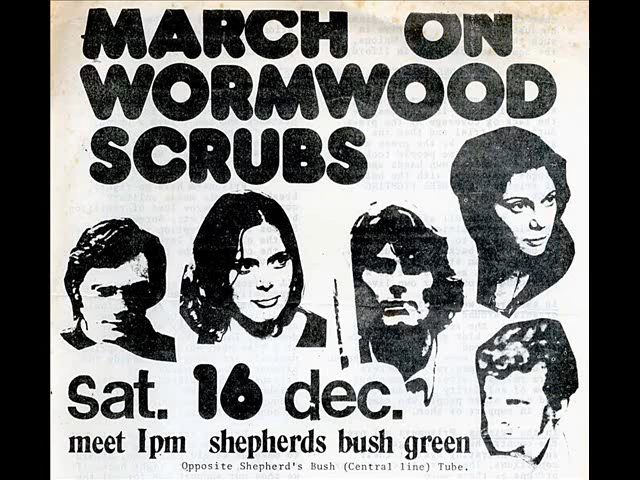 MARCH ON
WORMWOOD
SCRUBS
sat. 16 dec.
meet 1pm shepherds bush green
Opposite Shepherd's Bush (Central line) Tube.